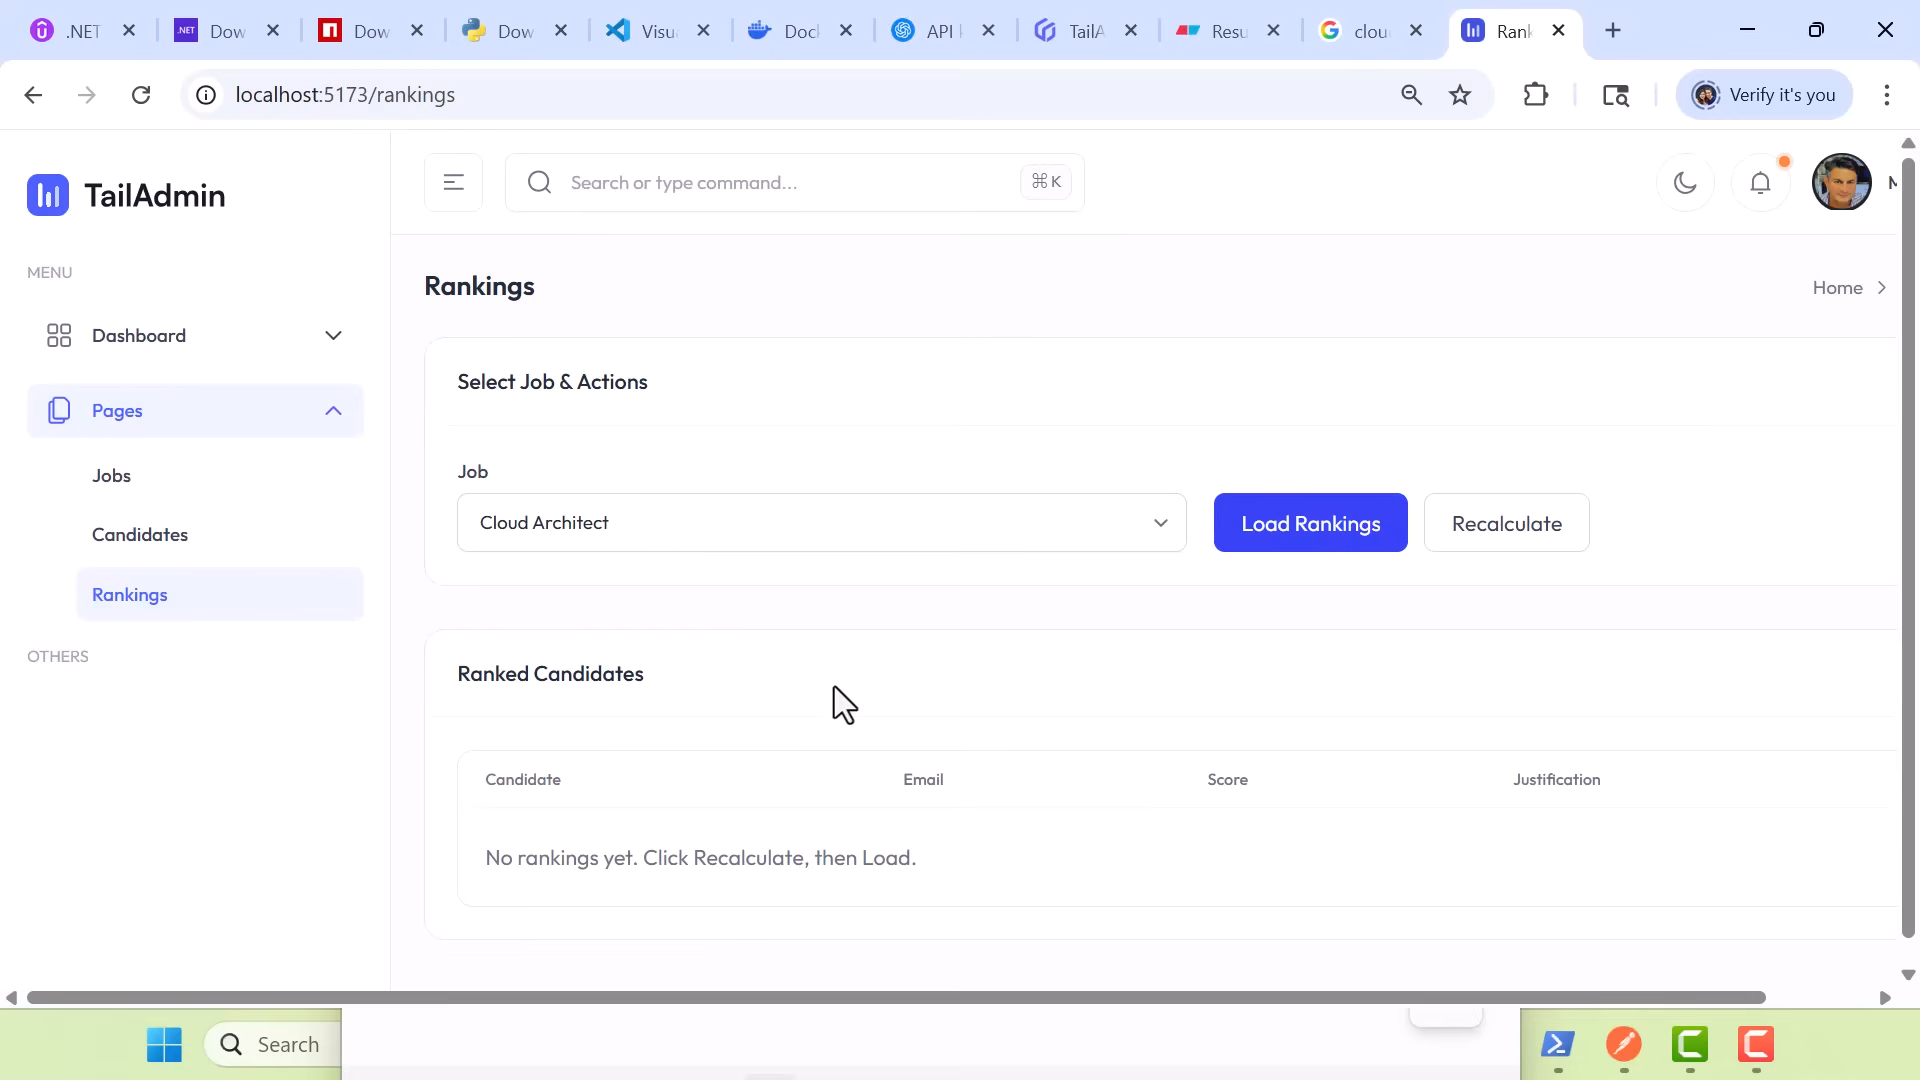 .NET
Dow
Dow
Dow
Visu
Dock
API
TailA
Resu
clou
Rank
localhost:5173/rankings
Verify it's you
TailAdmin
Search or type command...
⌘K
MENU
Rankings
Home
Dashboard
Select Job & Actions
Pages
Job
Jobs
Cloud Architect
Load Rankings
Recalculate
Candidates
Rankings
OTHERS
Ranked Candidates
Candidate Email Score Justification
No rankings yet. Click Recalculate, then Load.
Search